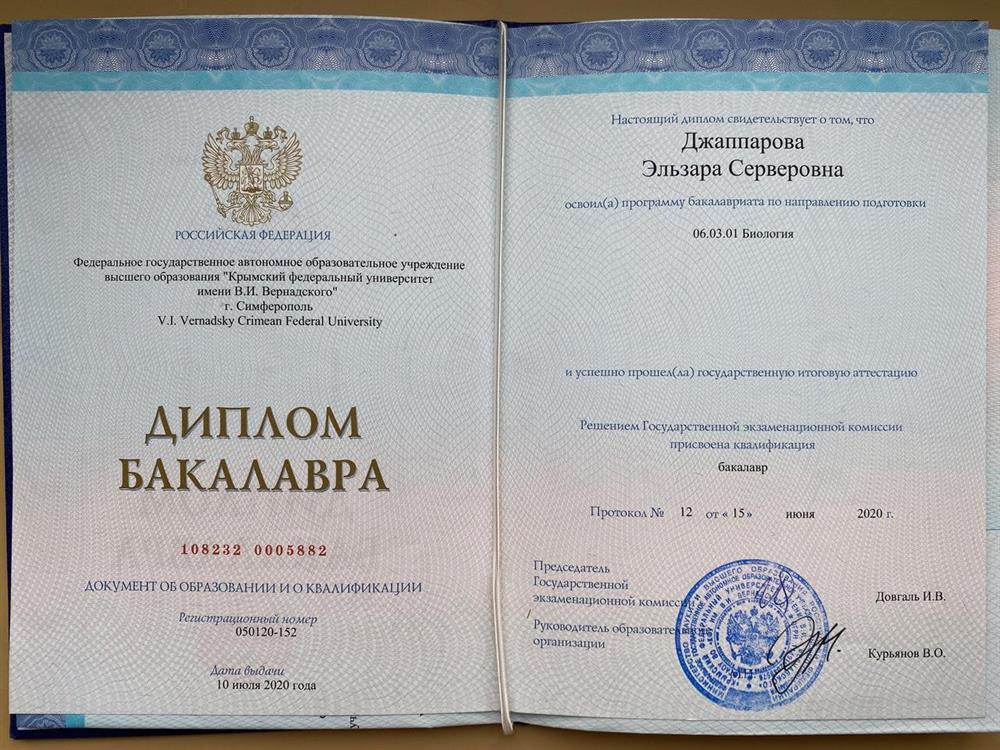 РОССИЙСКАЯ ФЕДЕРАЦИЯ
Федеральное государственное автономное образовательное учреждение
высшего образования "Крымский федеральный университет
имени В.И. Вернадского"
г. Симферополь
V.I. Vernadsky Crimean Federal University
ДИПЛОМ
БАКАЛАВРА
108232 0005882
ДОКУМЕНТ ОБ ОБРАЗОВАНИИ И О КВАЛИФИКАЦИИ
Регистрационный номер
050120-152
Дата выдачи
10 июля 2020 года
Настоящий диплом свидетельствует о том, что
Джаппарова
Эльзара Серверовна
освоил(а) программу бакалавриата по направлению подготовки
06.03.01 Биология
и успешно прошел(ла) государственную итоговую аттестацию
Решением Государственной экзаменационной комиссии
присвоена квалификация
бакалавр
Протокол № 12 от « 15 » июня 2020 г.
Председатель
Государственной
экзаменационной комиссии
Довгаль И.В.
Руководитель образовательной
организации
Курьянов В.О.